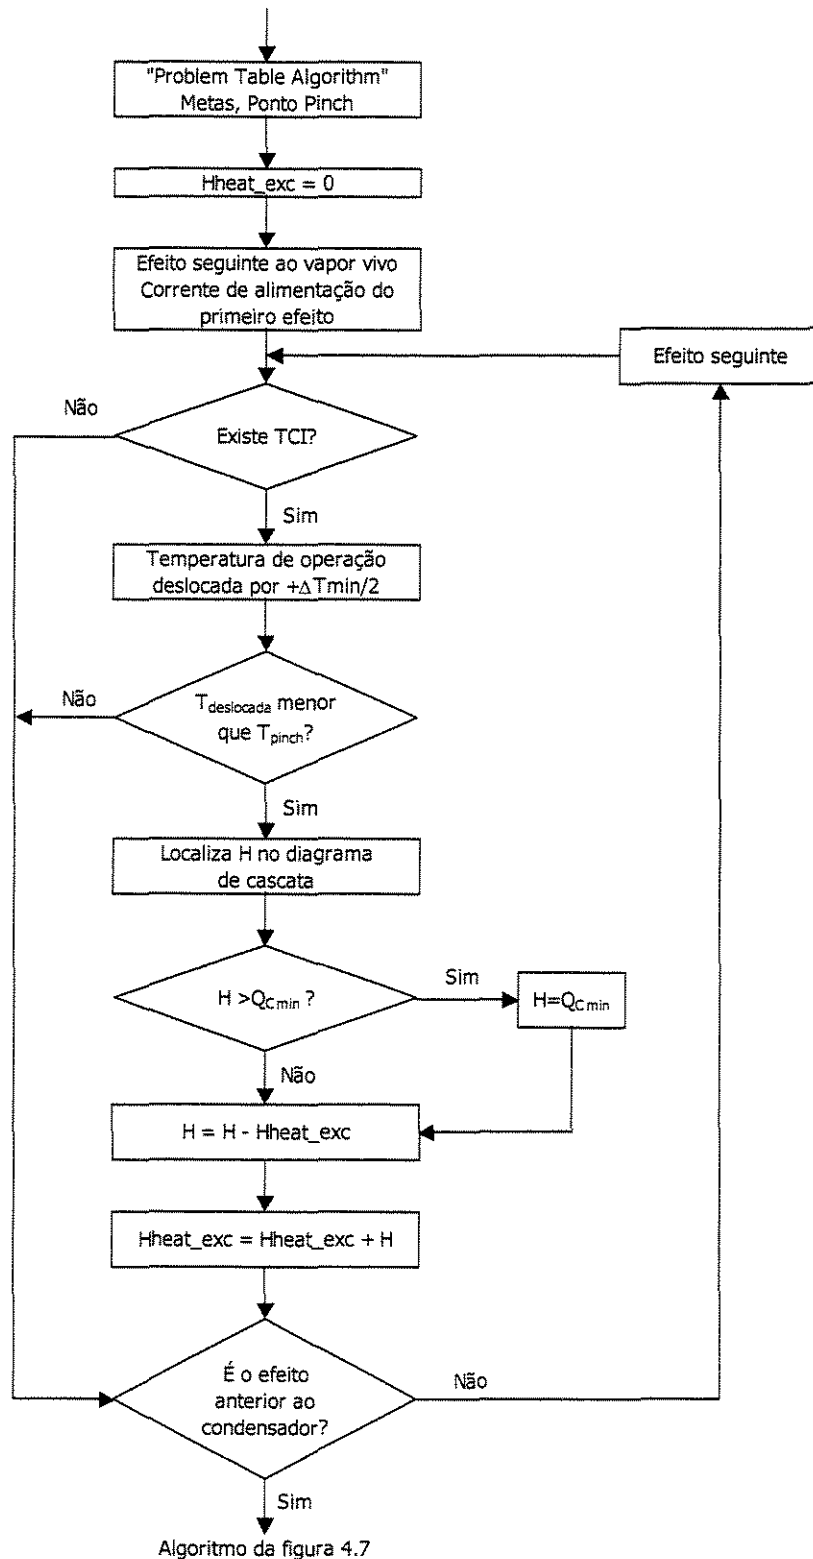 "Problem Table Algorithm"
Metas, Ponto Pinch
Hheat_exc = 0
Efeito seguinte ao vapor vivo
Corrente de alimentação do
primeiro efeito
Efeito seguinte
Não
Existe TCI?
Sim
Temperatura de operação
deslocada por +ΔTmin/2
Não
Tdeslocada menor
que Tpinch?
Sim
Localiza H no diagrama
de cascata
H >QCmin ?
Sim
H=QCmin
Não
H = H - Hheat_exc
Hheat_exc = Hheat_exc + H
É o efeito
anterior ao
condensador?
Não
Sim
Algoritmo da figura 4.7